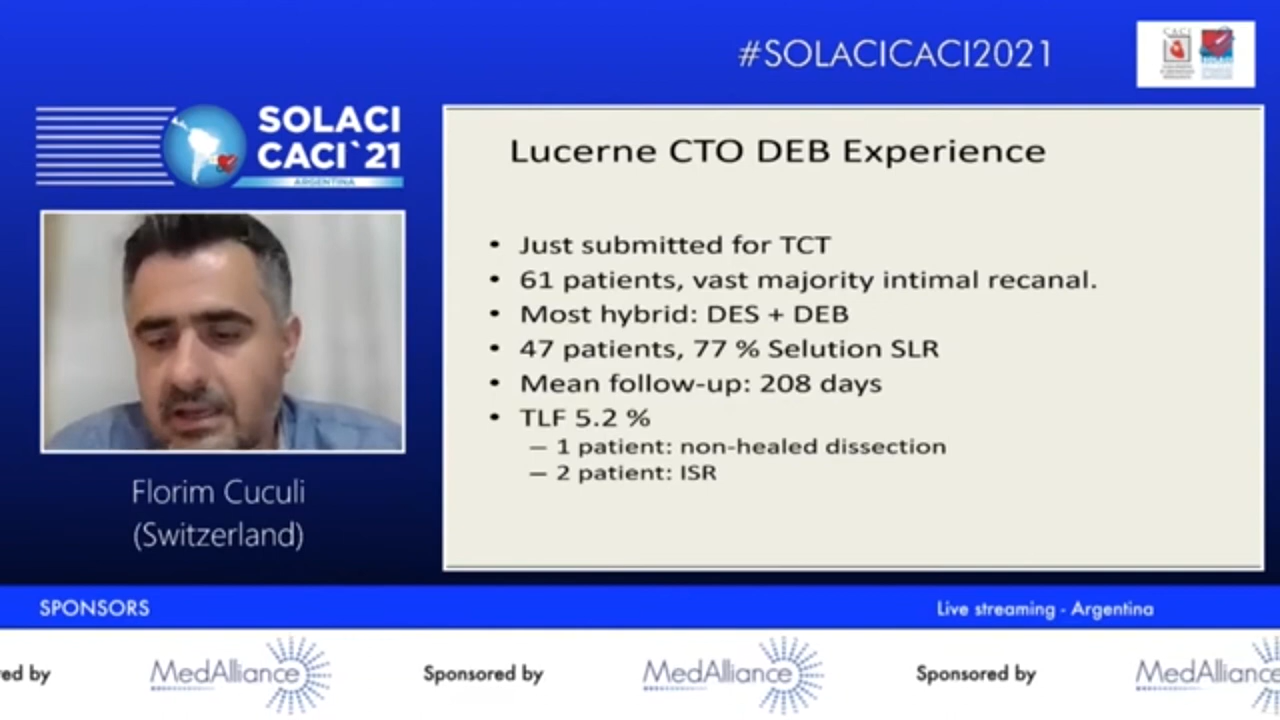 #SOLACICACI2021
CACI
SOLACI
SOLACI
CACI`21
ARGENTINA
Lucerne CTO DEB Experience
• Just submitted for TCT
• 61 patients, vast majority intimal recanal.
• Most hybrid: DES + DEB
• 47 patients, 77 % Selution SLR
• Mean follow-up: 208 days
• TLF 5.2 %
– 1 patient: non-healed dissection
– 2 patient: ISR
Florim Cuculi
(Switzerland)
SPONSORS
Live streaming - Argentina
ed by
MedAlliance
Sponsored by
MedAlliance
Sponsored by
MedAlliance